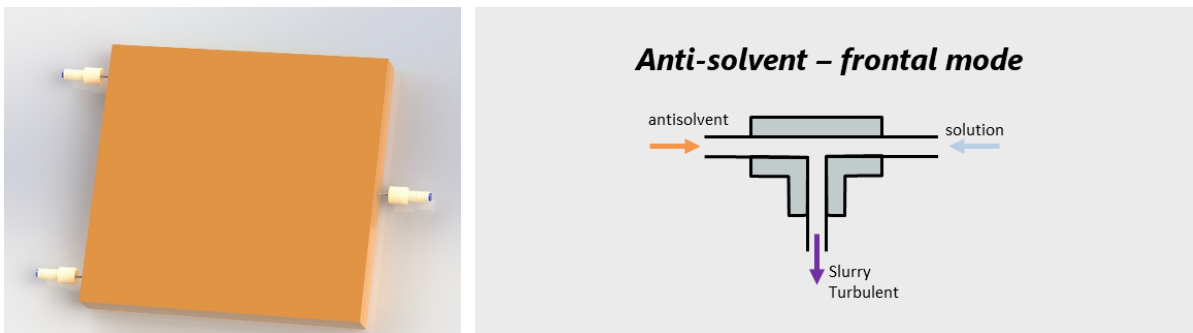 Anti-solvent – frontal mode
antisolvent
solution
Slurry
Turbulent